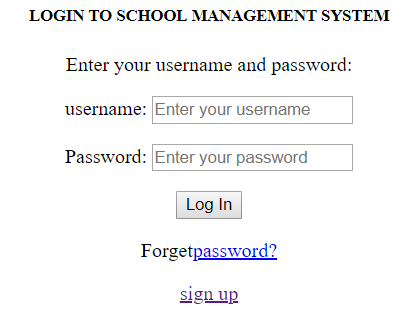 LOGIN TO SCHOOL MANAGEMENT SYSTEM
Enter your username and password:
username: Enter your username
Password: Enter your password
Log In
Forgetpassword?
sign up